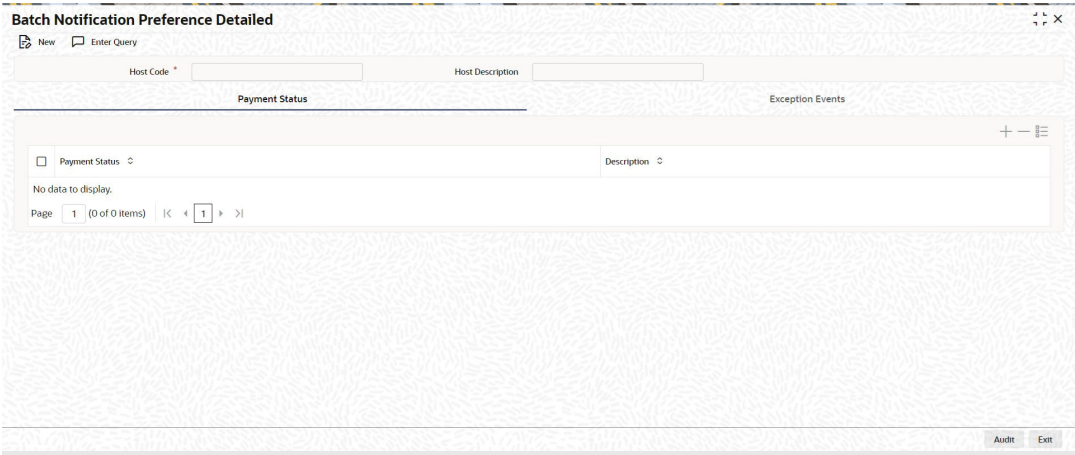 Batch Notification Preference Detailed
New Enter Query
Host Code * Host Description
Payment Status Exception Events
Payment Status Description
No data to display.
Page 1 (0 of 0 items) 1
Audit Exit